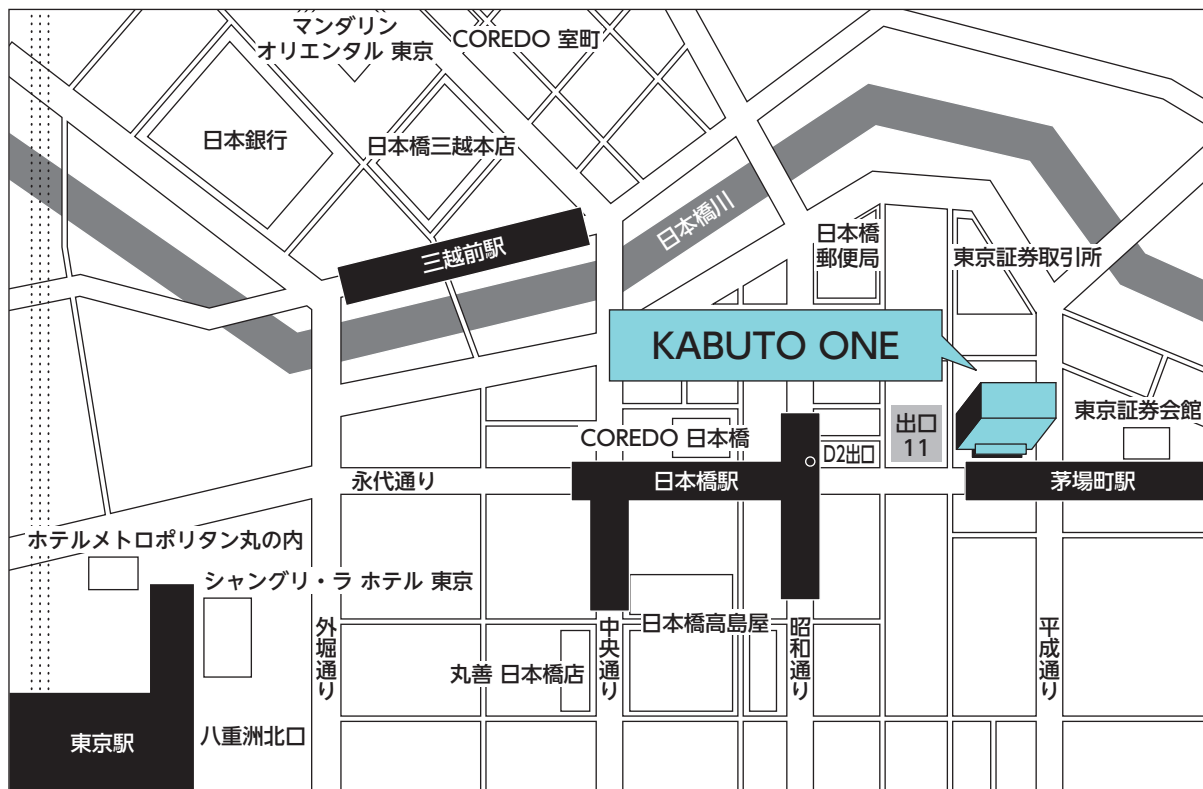 マンダリン
オリエンタル 東京
COREDO 室町
日本銀行
日本橋三越本店
三越前駅
日本橋川
日本橋
郵便局
東京証券取引所
KABUTO ONE
出口
11
東京証券会館
COREDO 日本橋
D2出口
永代通り
日本橋駅
茅場町駅
ホテルメトロポリタン丸の内
シャングリ・ラ ホテル 東京
外堀通り
中央通り
日本橋高島屋
昭和通り
平成通り
丸善 日本橋店
東京駅
八重洲北口